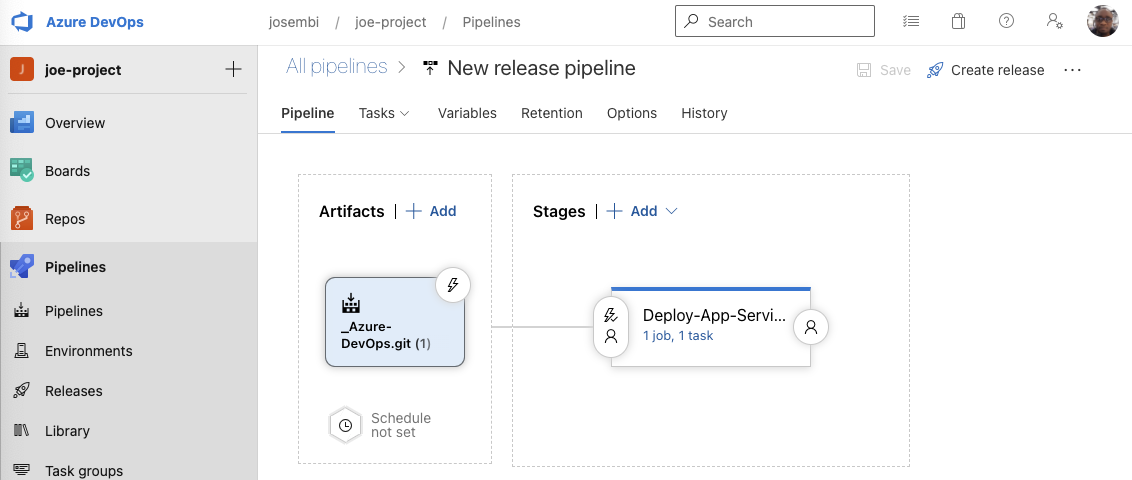 Azure DevOps
josembi / joe-project / Pipelines
Search
joe-project
Overview
Boards
Repos
Pipelines
Pipelines
Environments
Releases
Library
Task groups
All pipelines > New release pipeline
Save
Create release
Pipeline
Tasks
Variables
Retention
Options
History
Artifacts | + Add
_Azure-
DevOps.git (1)
Schedule
not set
Stages | + Add
Deploy-App-Servi...
1 job, 1 task